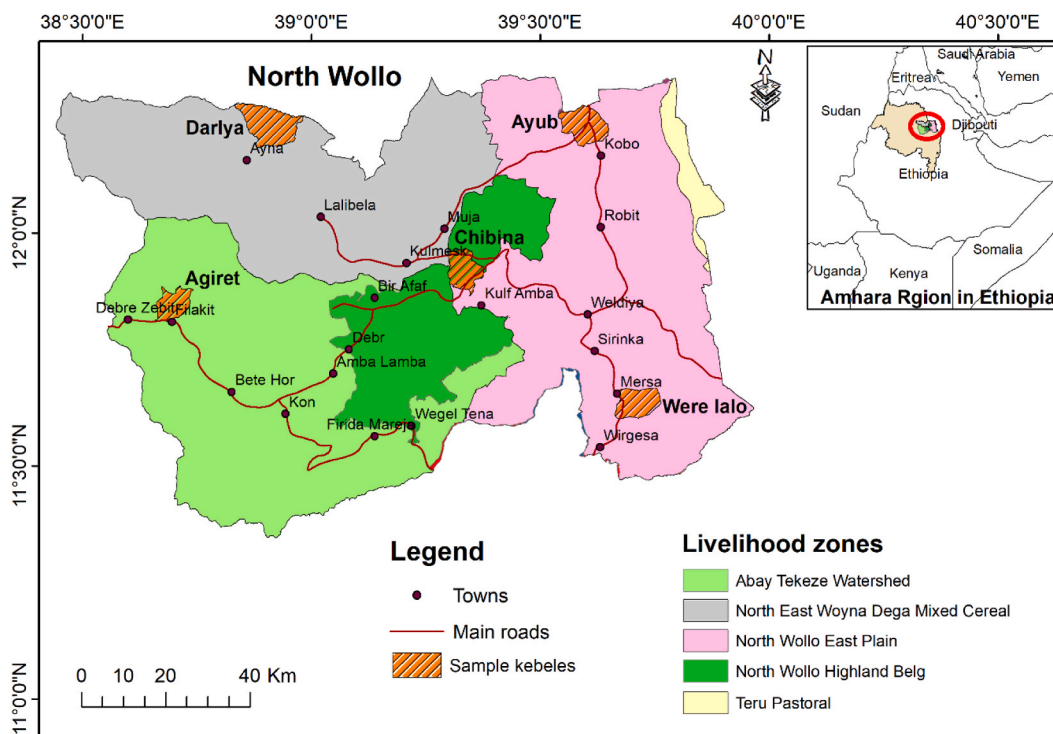 38°30'0"E 39°0'0"E 39°30'0"E 40°0'0"E 40°30'0"E
North Wollo
N
Saudi Arabia
Eritrea
Yemen
Sudan
Djibouti
Ethiopia
Somalia
Uganda
Kenya
Amhara Rgion in Ethiopia
Darlya
Ayna
Ayub
Kobo
Lalibela
Muja
Robit
12°0'0"N
Chibina
Kulmesk
Agiret
Bir Afaf
Kulf Amba
Debre Zebit
Filakit
Weldiya
Debr
Sirinka
Amba Lamba
Bete Hor
Mersa
Kon
Were lalo
Firida Marej
Wegel Tena
Wirgesa
11°30'0"N
11°0'0"N
Legend
Towns
Main roads
Sample kebeles
Livelihood zones
Abay Tekeze Watershed
North East Woyna Dega Mixed Cereal
North Wollo East Plain
North Wollo Highland Belg
Teru Pastoral
0 10 20 40 Km